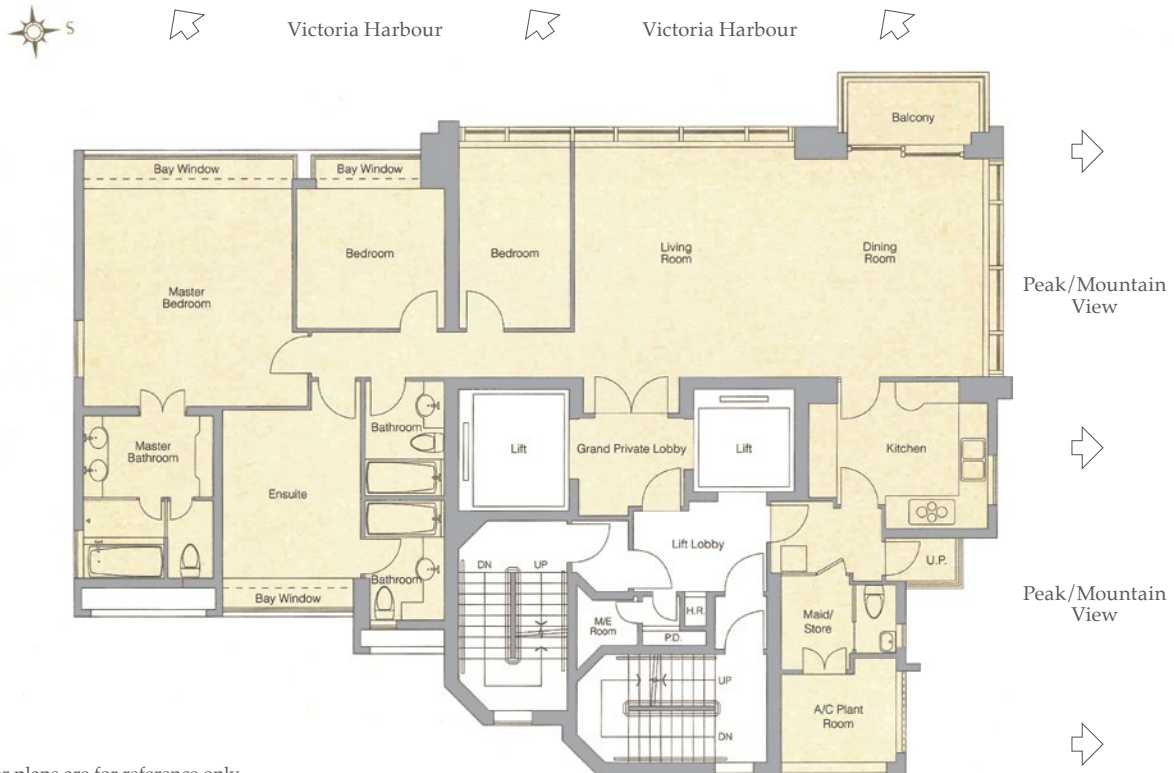 S
Victoria Harbour
Victoria Harbour
Balcony
Bay Window
Bay Window
Bedroom
Bedroom
Living
Room
Dining
Room
Master
Bedroom
Peak/Mountain
View
Bathroom
Master
Bathroom
Lift
Grand Private Lobby
Lift
Kitchen
Ensuite
Lift Lobby
DN
UP
U.P.
Bathroom
Bay Window
M/E
Room
H.R.
P.D.
Maid/
Store
Peak/Mountain
View
UP
DN
A/C Plant
Room
r plans are for reference only